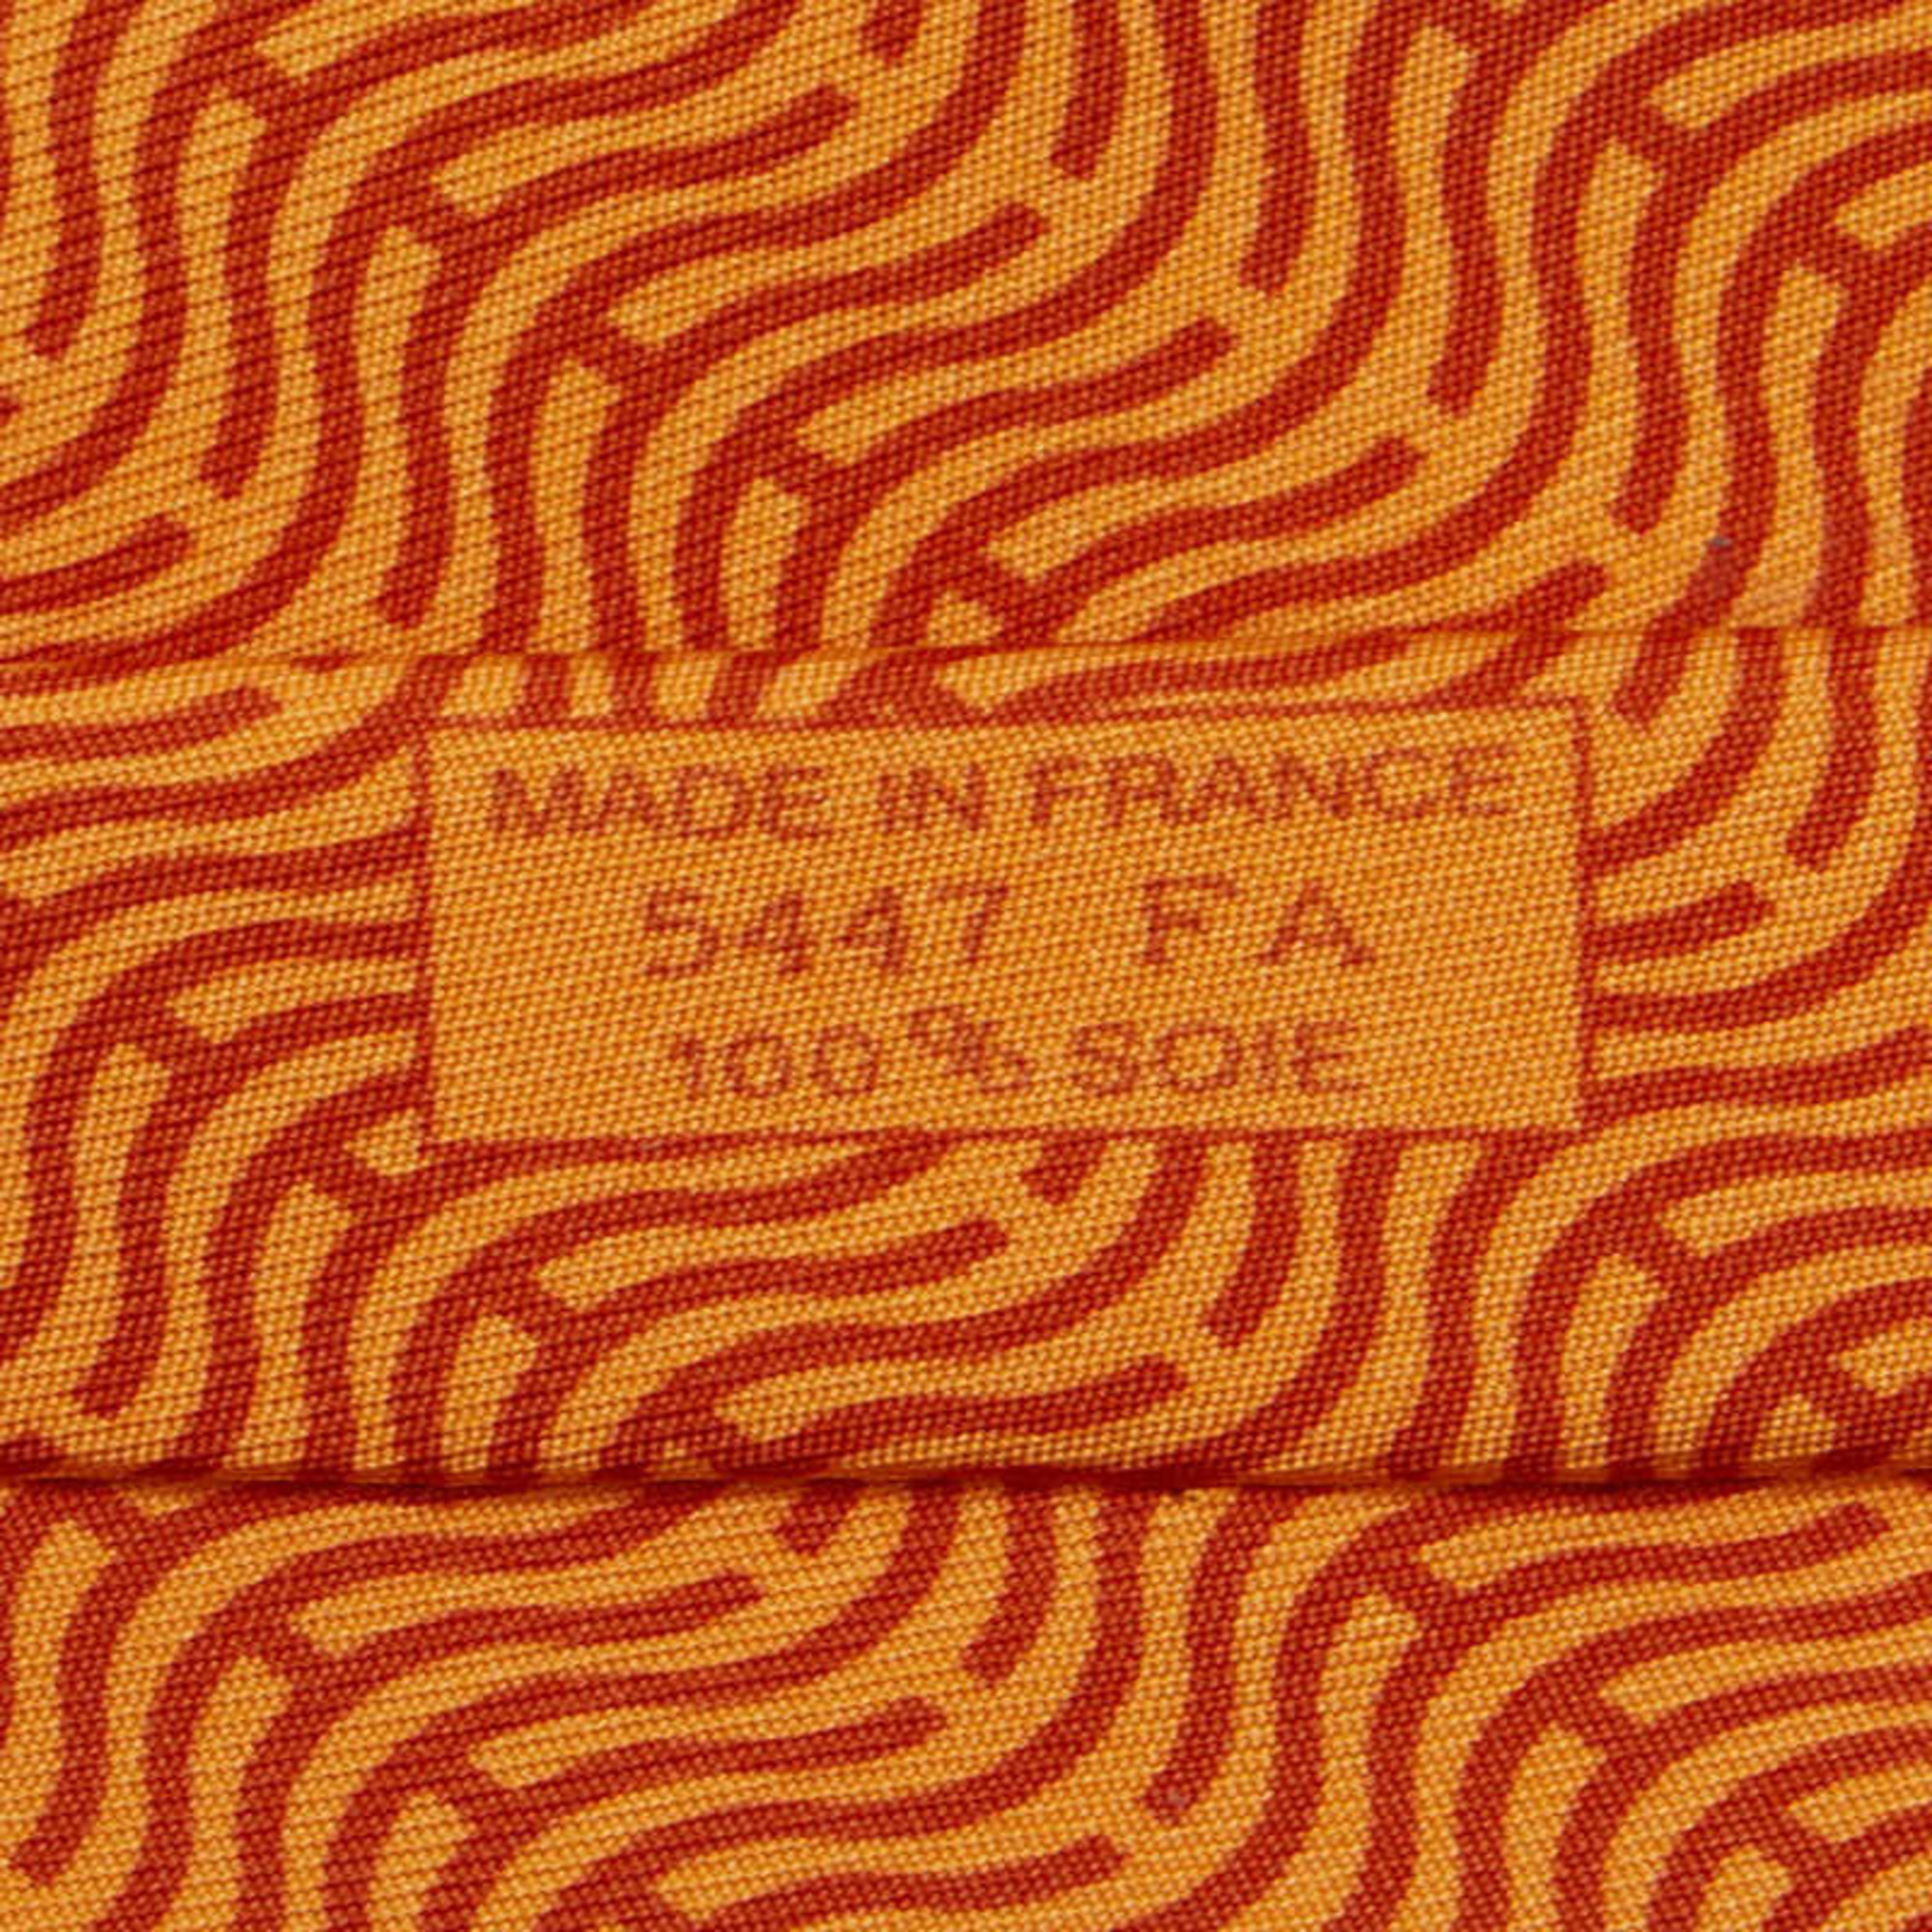 MADE IN FRANCE
5447 FA
100% SOIE